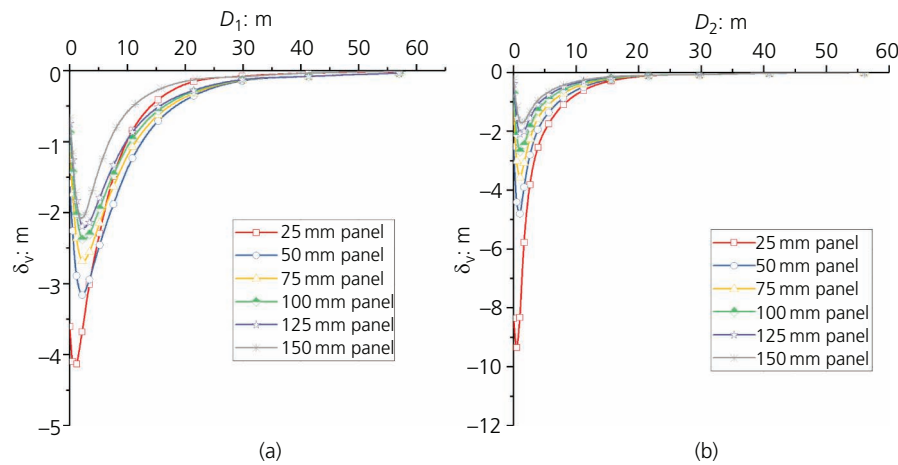 D₁: m
0 10 20 30 40 50 60
0
−1
−2
−3
−4
−5
δᵥ: m
25 mm panel
50 mm panel
75 mm panel
100 mm panel
125 mm panel
150 mm panel
(a)
D₂: m
0 10 20 30 40 50 60
0
−2
−4
−6
−8
−10
−12
δᵥ: m
25 mm panel
50 mm panel
75 mm panel
100 mm panel
125 mm panel
150 mm panel
(b)